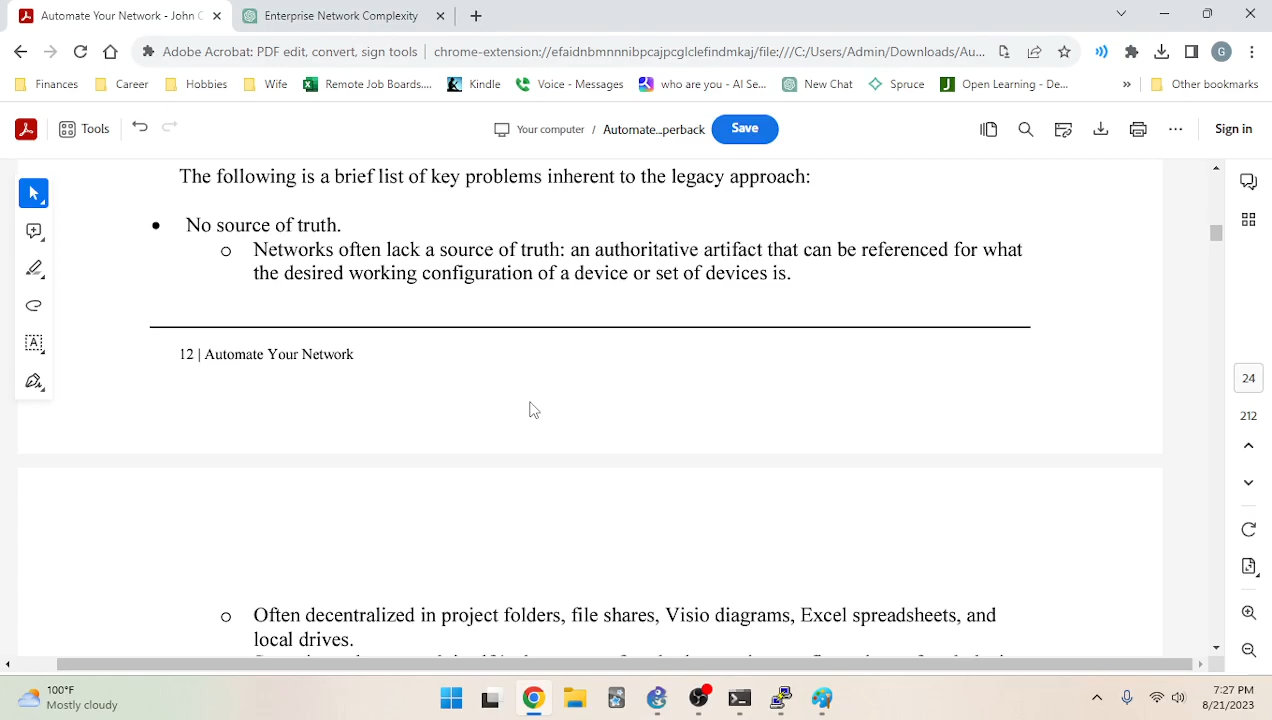 Automate Your Network - John C
Enterprise Network Complexity
Adobe Acrobat: PDF edit, convert, sign tools
chrome-extension://efaidnbmnnnibpcajpcglclefindmkaj/file:///C:/Users/Admin/Downloads/Au...
G
Finances
Career
Hobbies
Wife
Remote Job Boards....
Kindle
Voice - Messages
who are you - AI Se...
New Chat
Spruce
Open Learning - De...
»
Other bookmarks
Tools
Your computer / Automate...perback
Save
Sign in
The following is a brief list of key problems inherent to the legacy approach:
• No source of truth.
o Networks often lack a source of truth: an authoritative artifact that can be referenced for what
the desired working configuration of a device or set of devices is.
12 | Automate Your Network
24
212
o Often decentralized in project folders, file shares, Visio diagrams, Excel spreadsheets, and
local drives.
100°F
Mostly cloudy
7:27 PM
8/21/2023